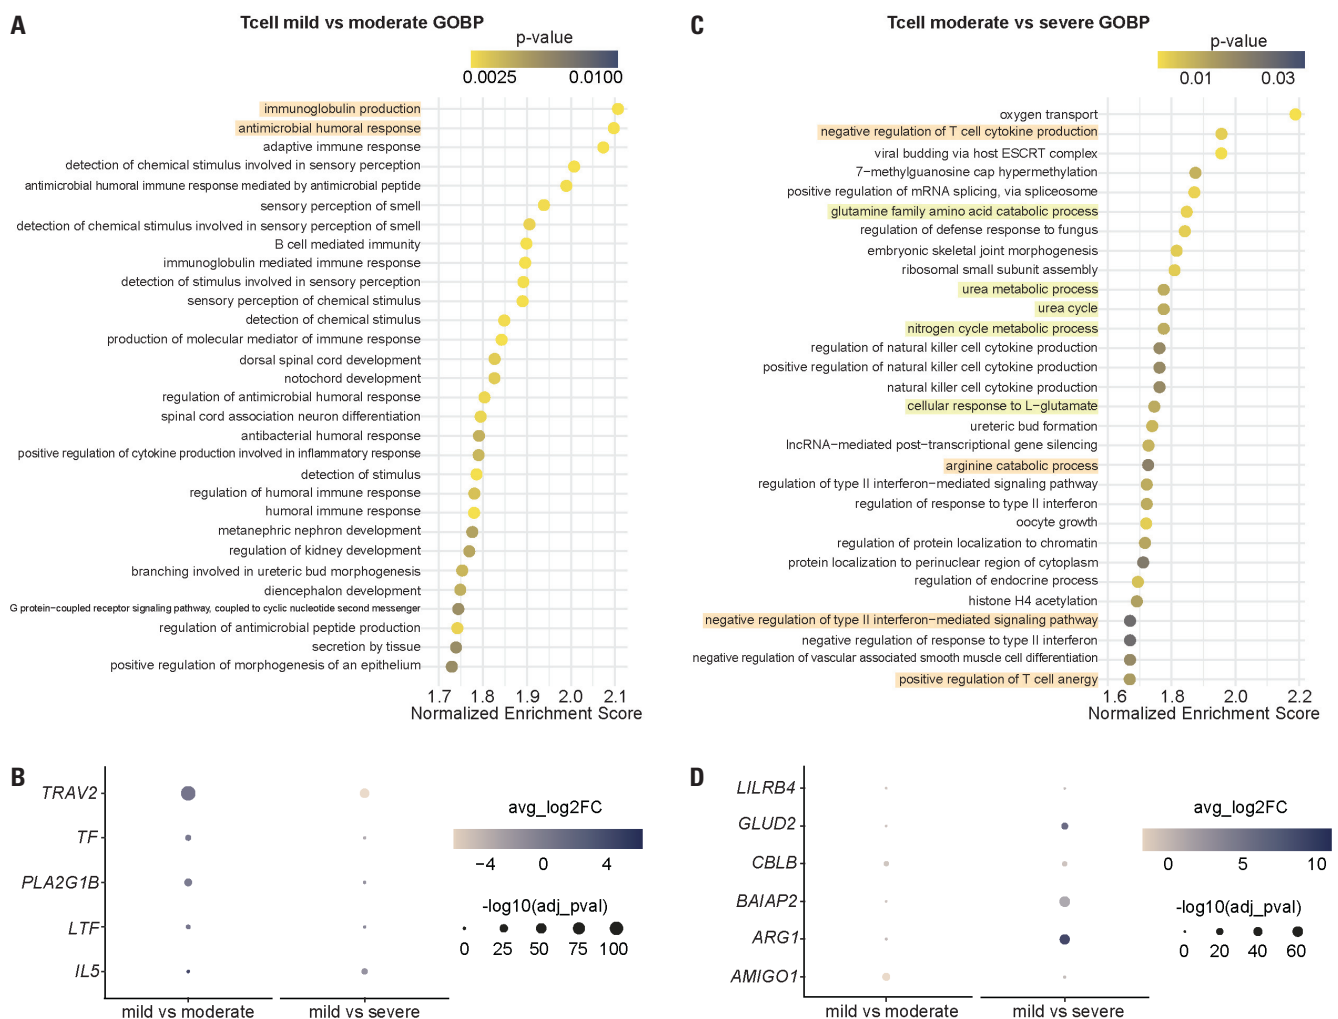 A
Tcell mild vs moderate GOBP
p-value
0.0025 0.0100
immunoglobulin production
antimicrobial humoral response
adaptive immune response
detection of chemical stimulus involved in sensory perception
antimicrobial humoral immune response mediated by antimicrobial peptide
sensory perception of smell
detection of chemical stimulus involved in sensory perception of smell
B cell mediated immunity
immunoglobulin mediated immune response
detection of stimulus involved in sensory perception
sensory perception of chemical stimulus
detection of chemical stimulus
production of molecular mediator of immune response
dorsal spinal cord development
notochord development
regulation of antimicrobial humoral response
spinal cord association neuron differentiation
antibacterial humoral response
positive regulation of cytokine production involved in inflammatory response
detection of stimulus
regulation of humoral immune response
humoral immune response
metanephric nephron development
regulation of kidney development
branching involved in ureteric bud morphogenesis
diencephalon development
G protein-coupled receptor signaling pathway, coupled to cyclic nucleotide second messenger
regulation of antimicrobial peptide production
secretion by tissue
positive regulation of morphogenesis of an epithelium
1.7 1.8 1.9 2.0 2.1
Normalized Enrichment Score
C
Tcell moderate vs severe GOBP
p-value
0.01 0.03
oxygen transport
negative regulation of T cell cytokine production
viral budding via host ESCRT complex
7−methylguanosine cap hypermethylation
positive regulation of mRNA splicing, via spliceosome
glutamine family amino acid catabolic process
regulation of defense response to fungus
embryonic skeletal joint morphogenesis
ribosomal small subunit assembly
urea metabolic process
urea cycle
nitrogen cycle metabolic process
regulation of natural killer cell cytokine production
positive regulation of natural killer cell cytokine production
natural killer cell cytokine production
cellular response to L−glutamate
ureteric bud formation
lncRNA−mediated post−transcriptional gene silencing
arginine catabolic process
regulation of type II interferon−mediated signaling pathway
regulation of response to type II interferon
oocyte growth
regulation of protein localization to chromatin
protein localization to perinuclear region of cytoplasm
regulation of endocrine process
histone H4 acetylation
negative regulation of type II interferon−mediated signaling pathway
negative regulation of response to type II interferon
negative regulation of vascular associated smooth muscle cell differentiation
positive regulation of T cell anergy
1.6 1.8 2.0 2.2
Normalized Enrichment Score
B
TRAV2
TF
PLA2G1B
LTF
IL5
mild vs moderate mild vs severe
avg_log2FC
−4 0 4
-log10(adj_pval)
0 25 50 75 100
D
LILRB4
GLUD2
CBLB
BAIAP2
ARG1
AMIGO1
mild vs moderate mild vs severe
avg_log2FC
0 5 10
-log10(adj_pval)
0 20 40 60